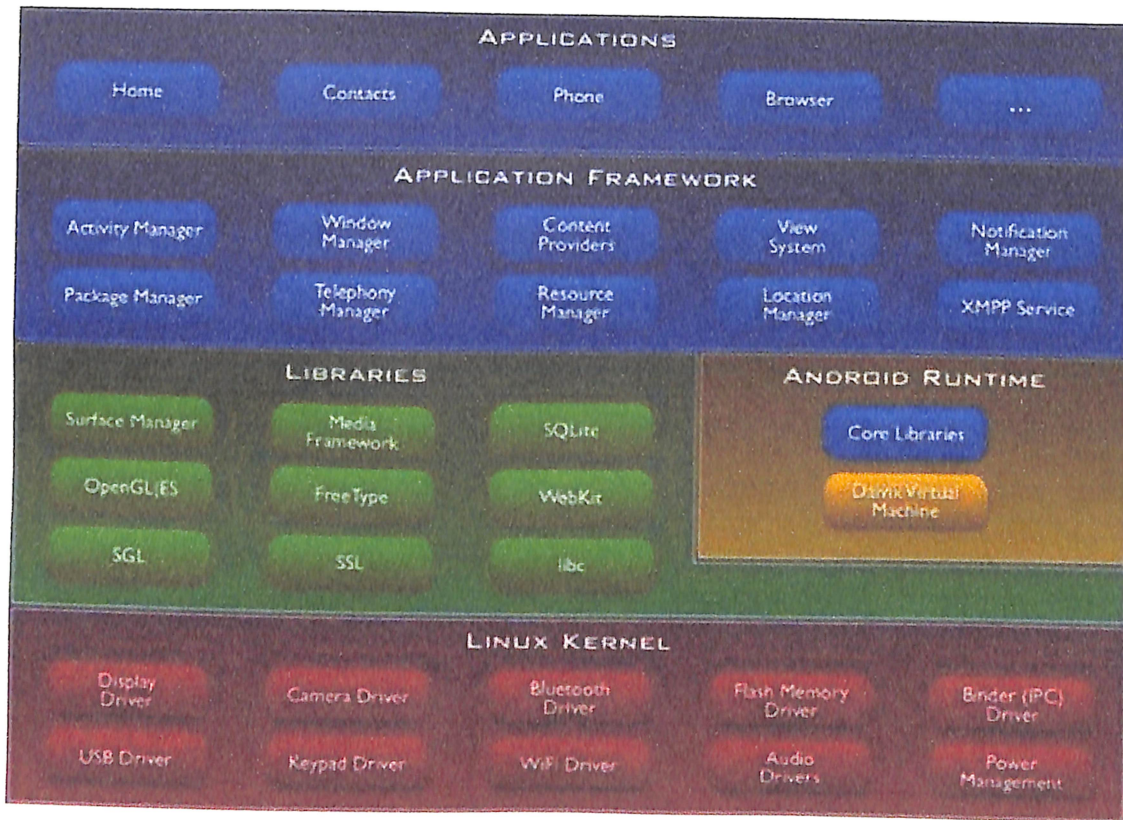 APPLICATIONS
Home
Contacts
Phone
Browser
...
APPLICATION FRAMEWORK
Activity Manager
Window
Manager
Content
Providers
View
System
Notification
Manager
Package Manager
Telephony
Manager
Resource
Manager
Location
Manager
XMPP Service
LIBRARIES
Surface Manager
Media
Framework
SQLite
OpenGL|ES
FreeType
WebKit
SGL
SSL
libc
ANDROID RUNTIME
Core Libraries
Dalvik Virtual
Machine
LINUX KERNEL
Display
Driver
Camera Driver
Bluetooth
Driver
Flash Memory
Driver
Binder (IPC)
Driver
USB Driver
Keypad Driver
WiFi Driver
Audio
Drivers
Power
Management